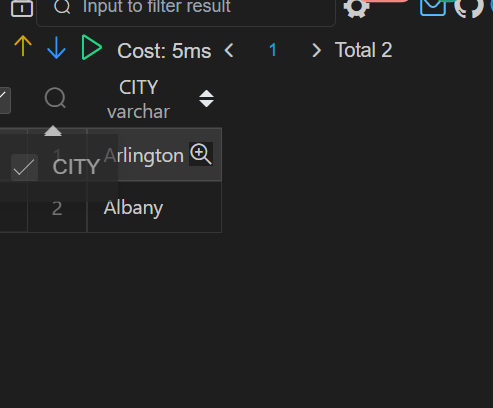 Input to filter result
Cost: 5ms 1 Total 2
CITY
varchar
1 Arlington
CITY
2 Albany